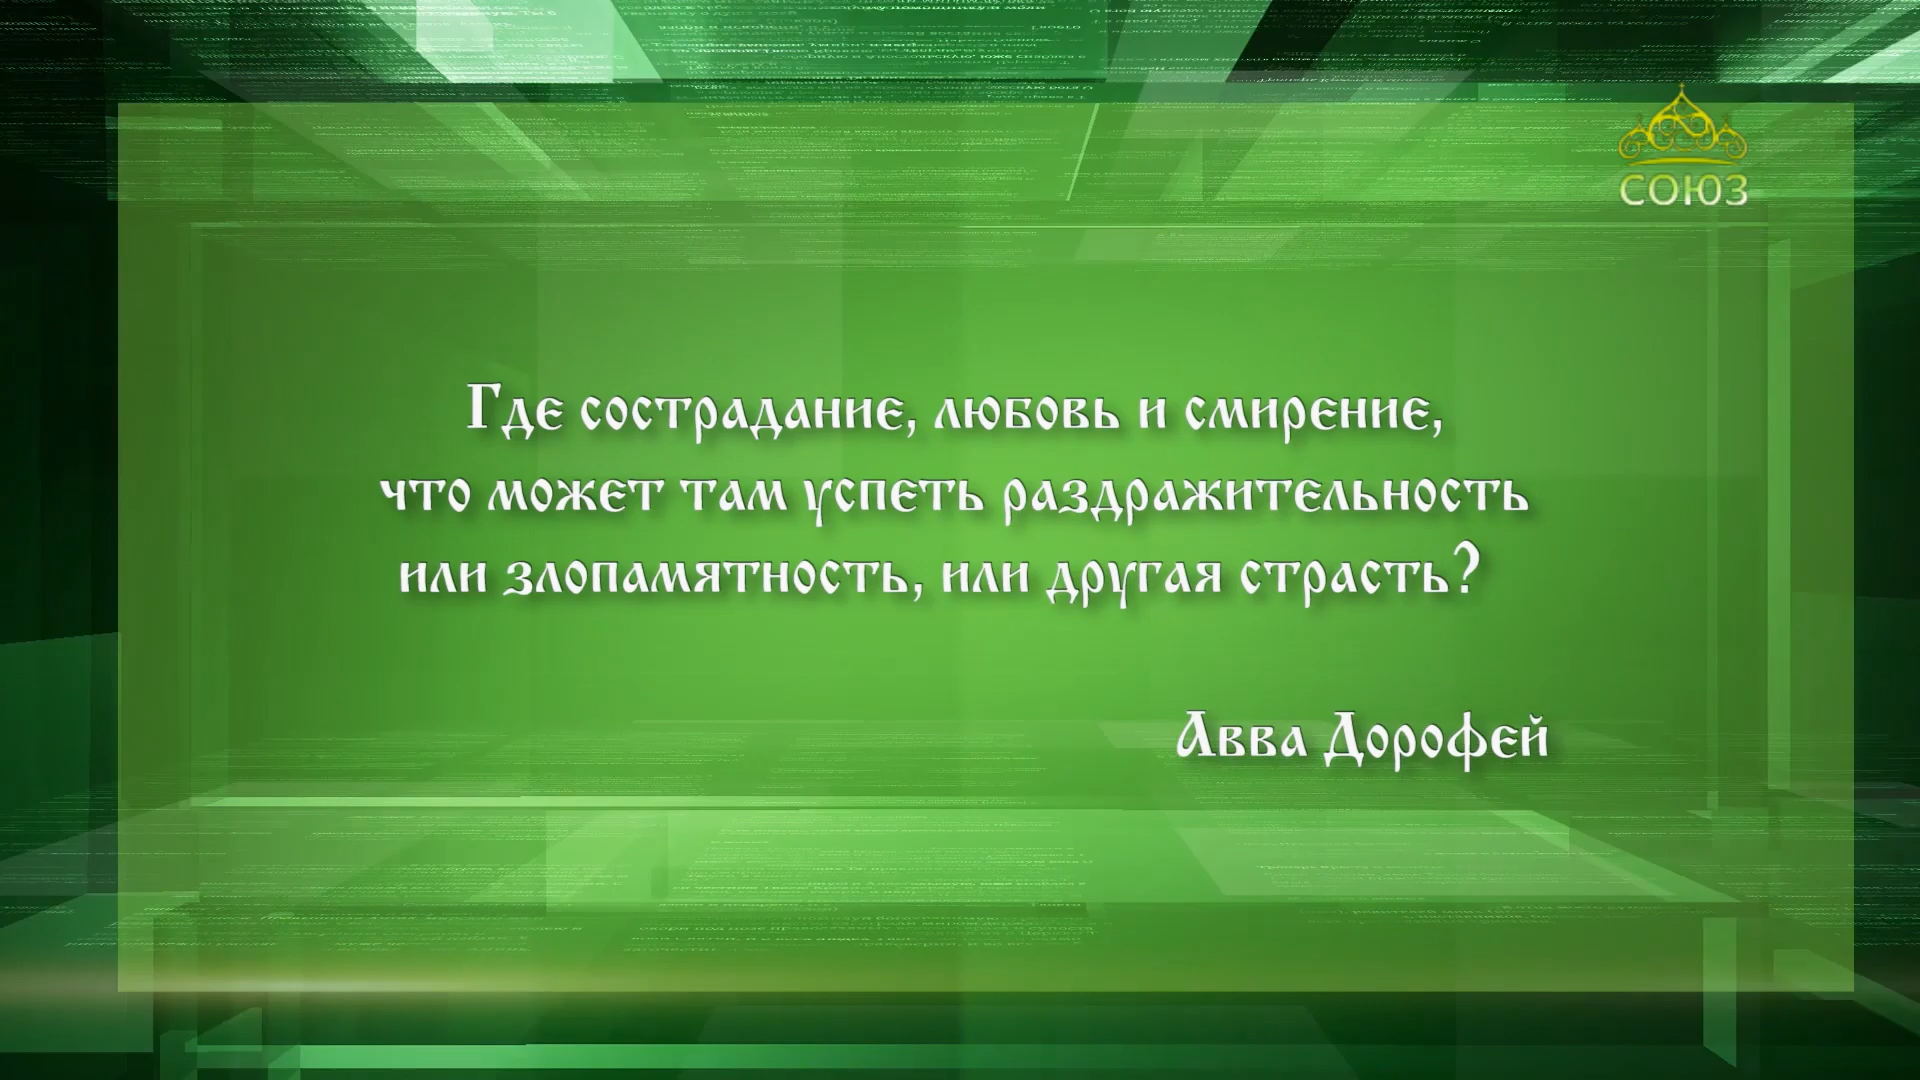 СОЮЗ
Где сострадание, любовь и смирение,
что может там успеть раздражительность
или злопамятность, или другая страсть?
Авва Дорофей